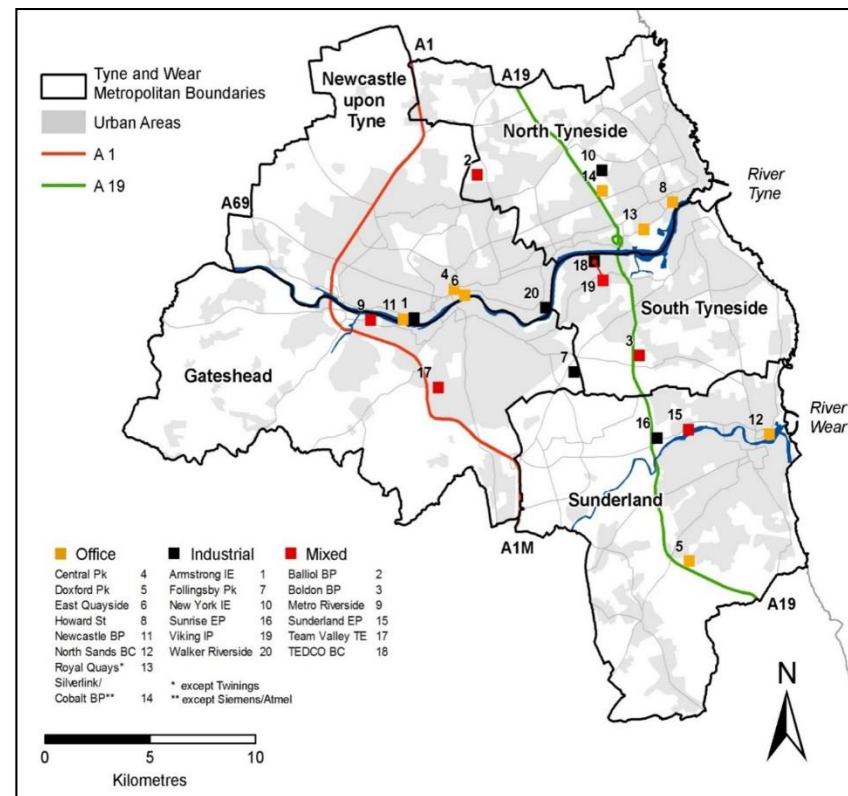 A1
A19
Tyne and Wear
Metropolitan Boundaries
Newcastle
upon
Tyne
Urban Areas
North Tyneside
A 1
A 19
10
2
14
8
River
Tyne
A69
13
18
4
6
19
20
South Tyneside
9
11
1
3
7
Gateshead
17
16
15
12
River
Wear
Sunderland
5
A1M
A19
Office
Industrial
Mixed
Central Pk 4
Armstrong IE 1
Balliol BP 2
Doxford Pk 5
Follingsby Pk 7
Boldon BP 3
East Quayside 6
New York IE 10
Metro Riverside 9
Howard St 8
Sunrise EP 16
Sunderland EP 15
Newcastle BP 11
Viking IP 19
Team Valley TE 17
North Sands BC 12
Walker Riverside 20
TEDCO BC 18
Royal Quays* 13
Silverlink/
* except Twinings
Cobalt BP** 14
** except Siemens/Atmel
N
0 5 10
Kilometres